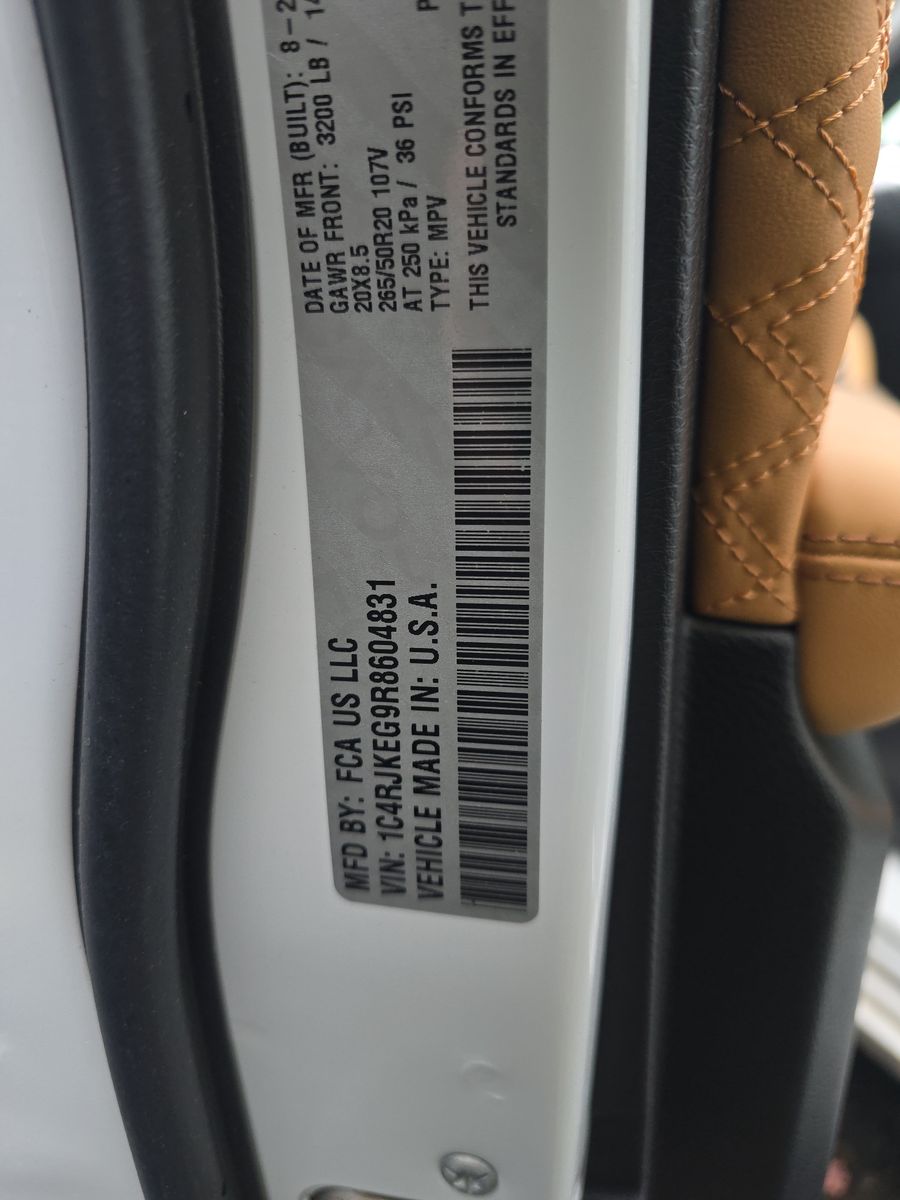 MFD BY: FCA US LLC
VIN: 1C4RJKEG9R8604831
VEHICLE MADE IN: U.S.A.
DATE OF MFR (BUILT): 8-2
GAWR FRONT: 3200 LB / 14
20X8.5
265/50R20 107V
AT 250 kPa / 36 PSI
TYPE: MPV P
THIS VEHICLE CONFORMS T
STANDARDS IN EFF